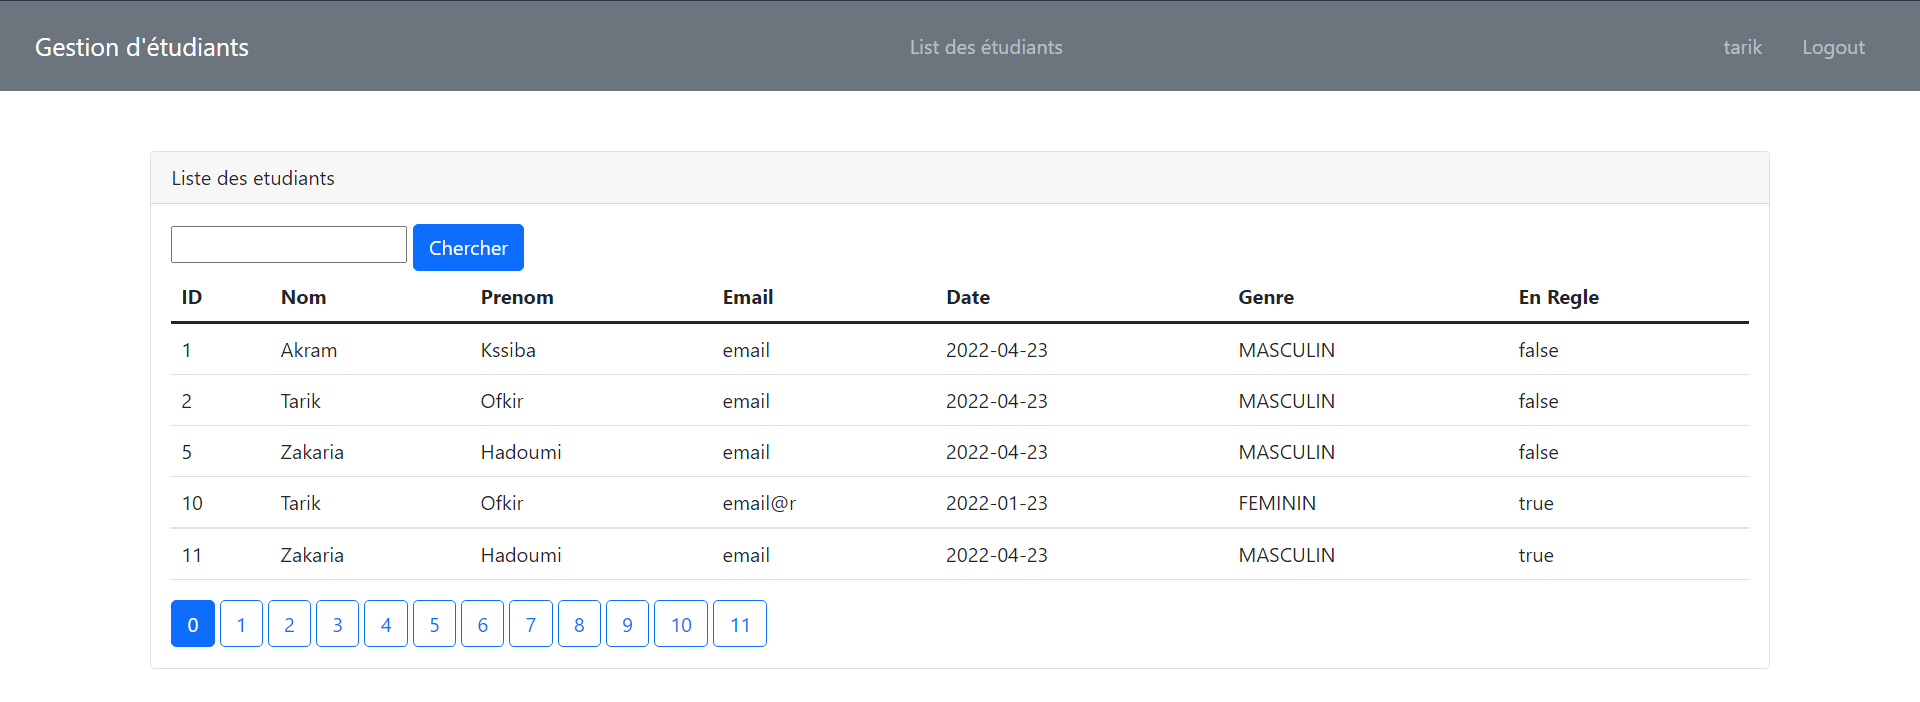 Gestion d'étudiants List des étudiants tarik Logout
Liste des etudiants
Chercher
ID Nom Prenom Email Date Genre En Regle
1 Akram Kssiba email 2022-04-23 MASCULIN false
2 Tarik Ofkir email 2022-04-23 MASCULIN false
5 Zakaria Hadoumi email 2022-04-23 MASCULIN false
10 Tarik Ofkir email@r 2022-01-23 FEMININ true
11 Zakaria Hadoumi email 2022-04-23 MASCULIN true
0 1 2 3 4 5 6 7 8 9 10 11